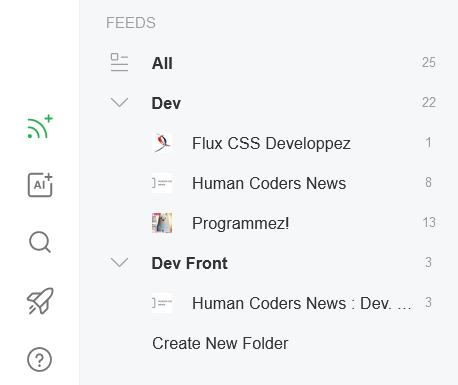 FEEDS
All 25
Dev 22
Flux CSS Developpez 1
Human Coders News 8
AI
Programmez! 13
Dev Front 3
Human Coders News : Dev. ... 3
Create New Folder
?